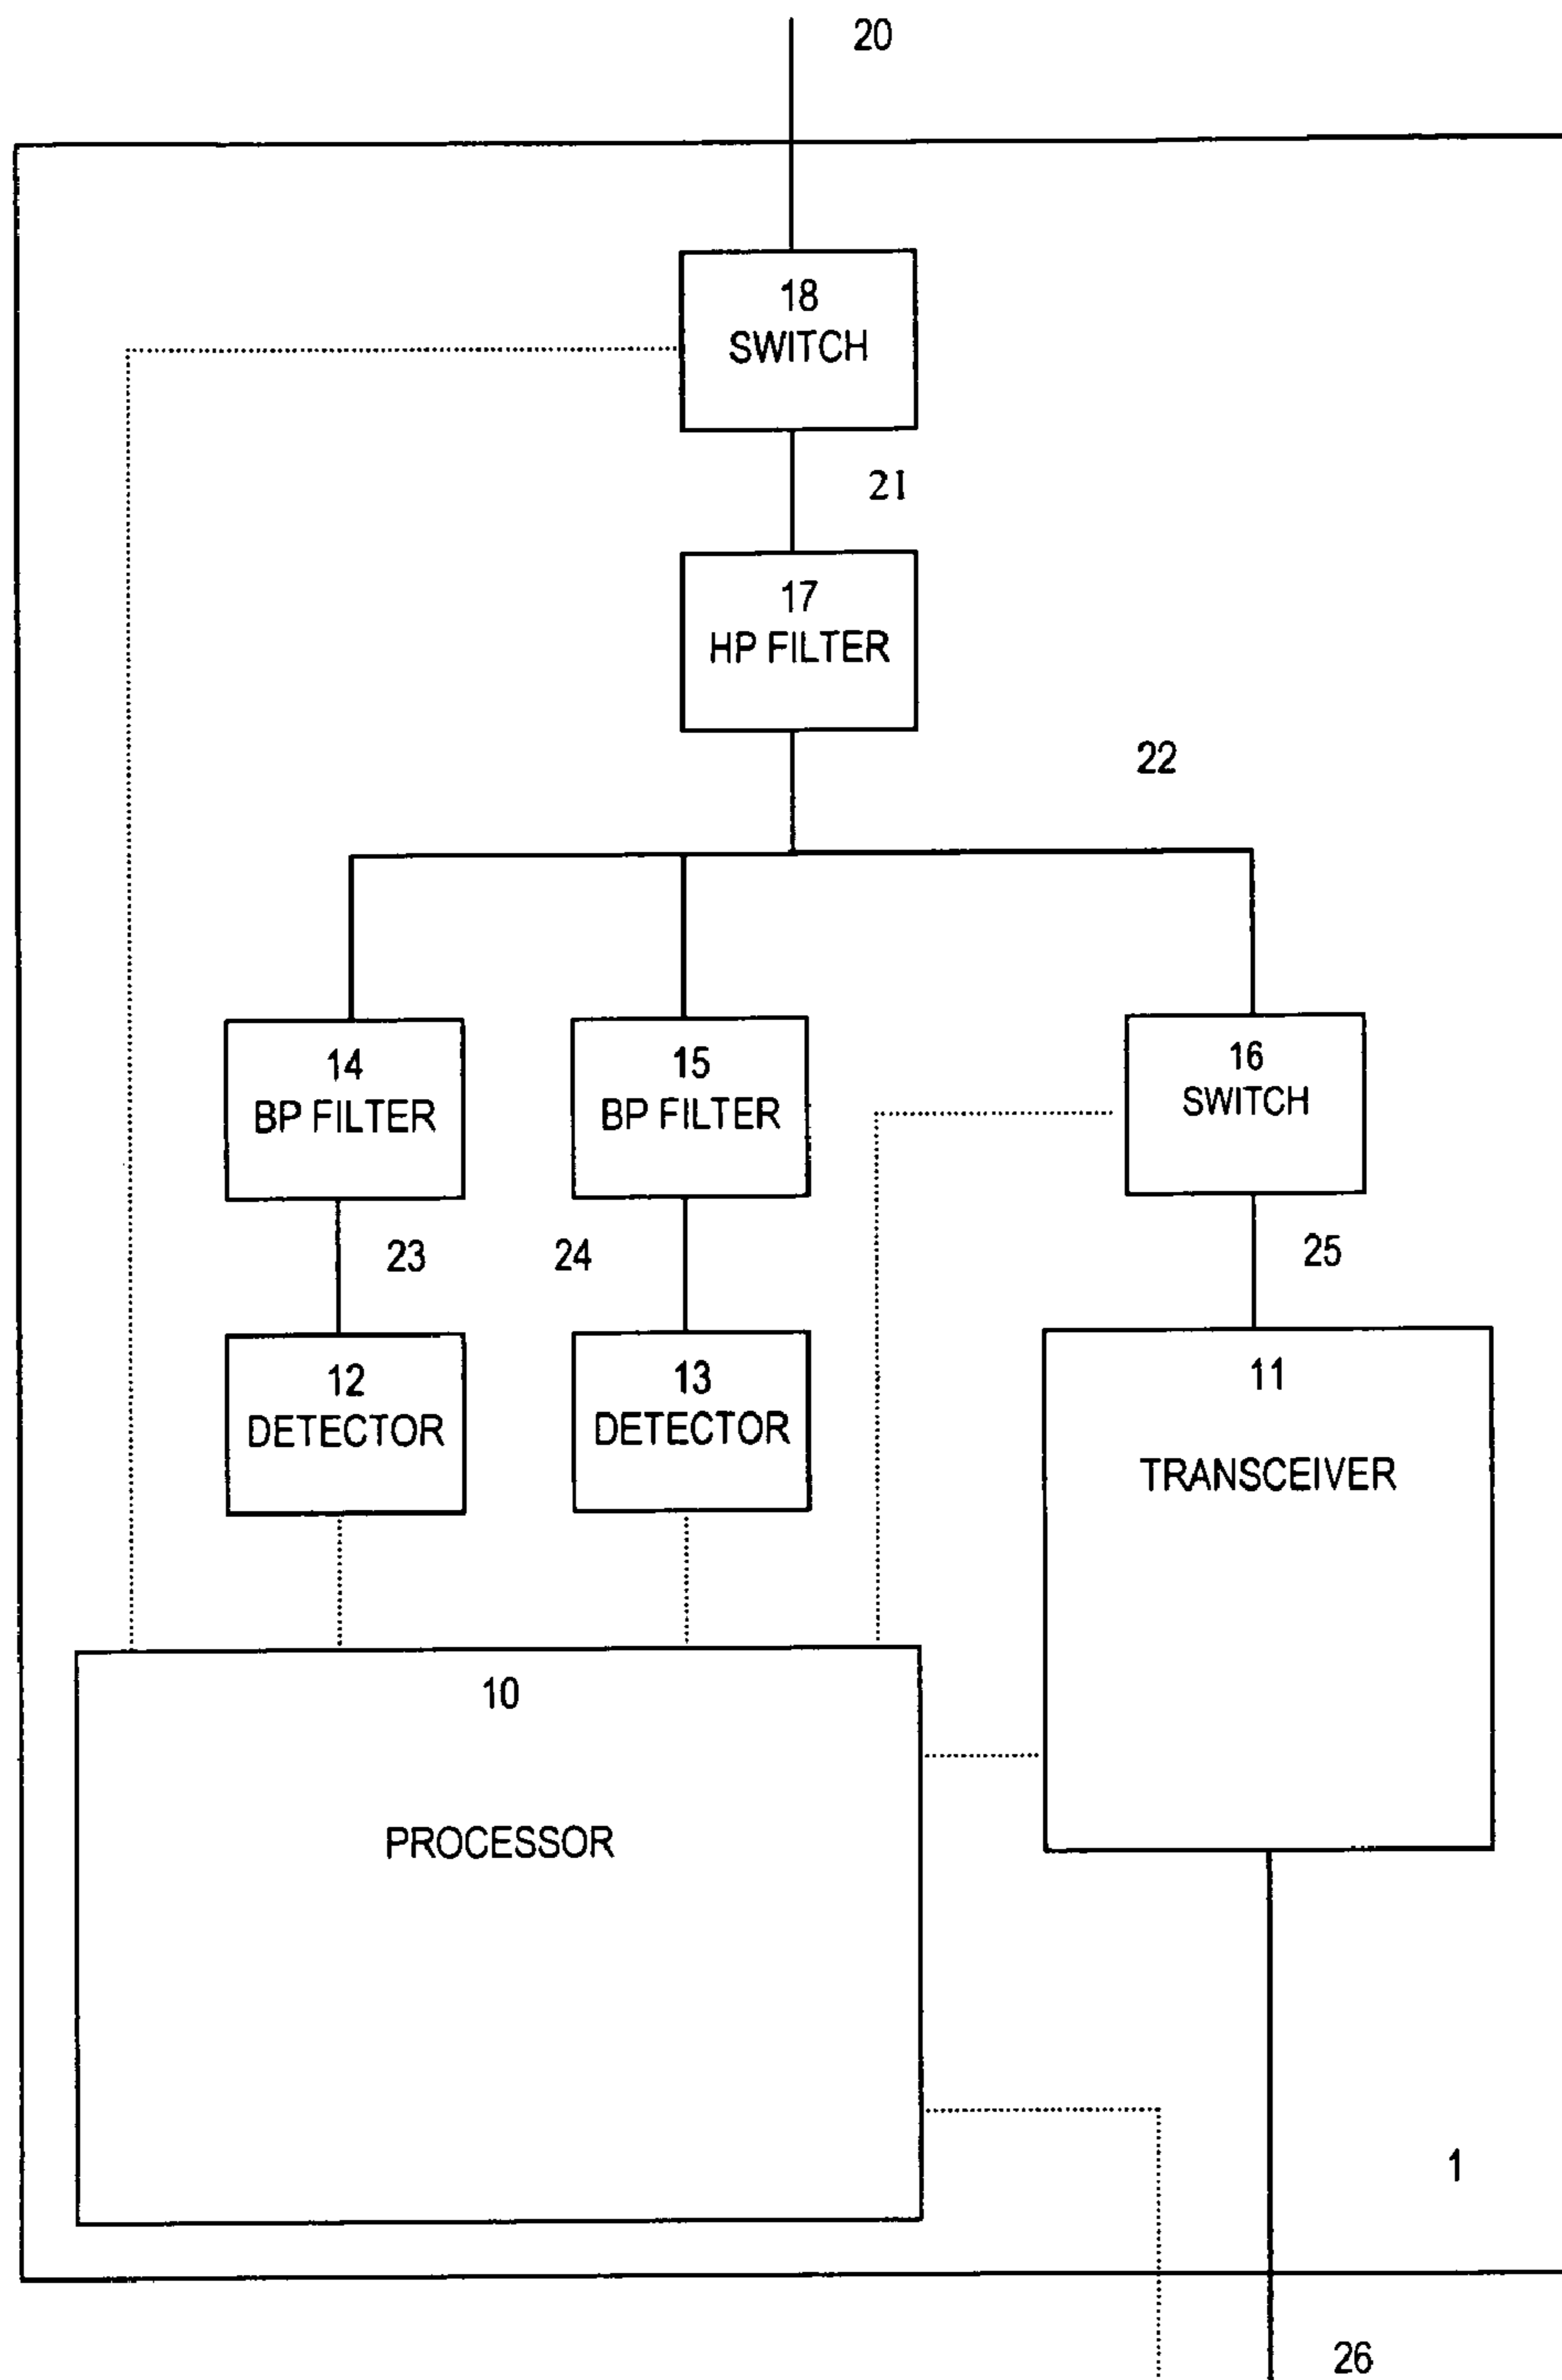 20
18
SWITCH
21
17
HP FILTER
22
14
BP FILTER
15
BP FILTER
16
SWITCH
23
24
25
12
DETECTOR
13
DETECTOR
11
TRANSCEIVER
10
PROCESSOR
1
26